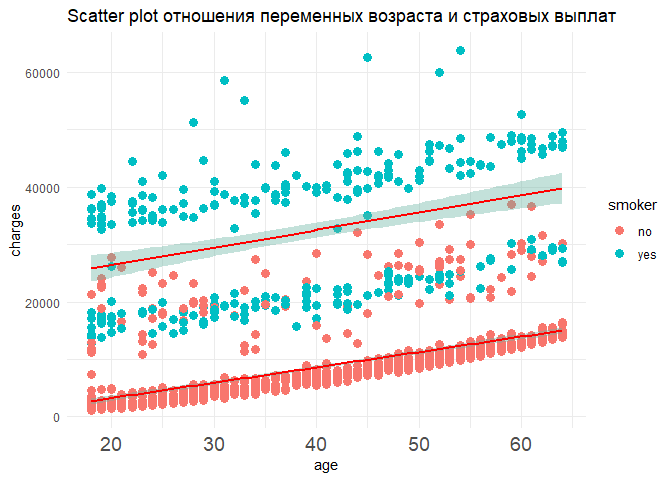 Scatter plot отношения переменных возраста и страховых выплат
60000
40000
20000
0
charges
20 30 40 50 60
age
smoker
no
yes